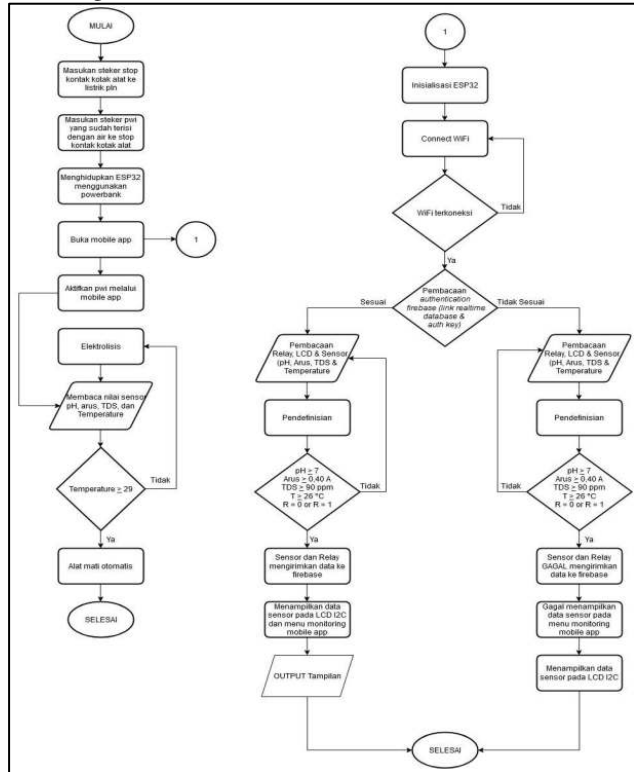 MULAI
Masukan steker stop
kontak kotak alat ke
listrik pln
Masukan steker pwi
yang sudah terisi
dengan air ke stop
kontak kotak alat
Menghidupkan ESP32
menggunakan
powerbank
Buka mobile app
1
Aktifkan pwi melalui
mobile app
Elektrolisis
Membaca nilai sensor
pH, arus, TDS, dan
Temperature
Temperature ≥ 29
Tidak
Ya
Alat mati otomatis
SELESAI
1
Inisialisasi ESP32
Connect WiFi
WiFi terkoneksi
Tidak
Ya
Pembacaan
authentication
firebase (link realtime
database &
auth key)
Sesuai
Tidak Sesuai
Pembacaan
Relay, LCD & Sensor
(pH, Arus, TDS &
Temperature
Pendefinisian
pH ≥ 7
Arus ≥ 0,40 A
TDS ≥ 90 ppm
T ≥ 26 °C
R = 0 or R = 1
Tidak
Ya
Sensor dan Relay
mengirimkan data ke
firebase
Menampilkan data
sensor pada LCD I2C
dan menu monitoring
mobile app
OUTPUT Tampilan
Pembacaan
Relay, LCD & Sensor
(pH, Arus, TDS &
Temperature
Pendefinisian
pH ≥ 7
Arus ≥ 0,40 A
TDS ≥ 90 ppm
T ≥ 26 °C
R = 0 or R = 1
Tidak
Ya
Sensor dan Relay
GAGAL mengirimkan
data ke firebase
Gagal menampilkan
data sensor pada
menu monitoring
mobile app
Menampilkan data
sensor pada LCD I2C
SELESAI